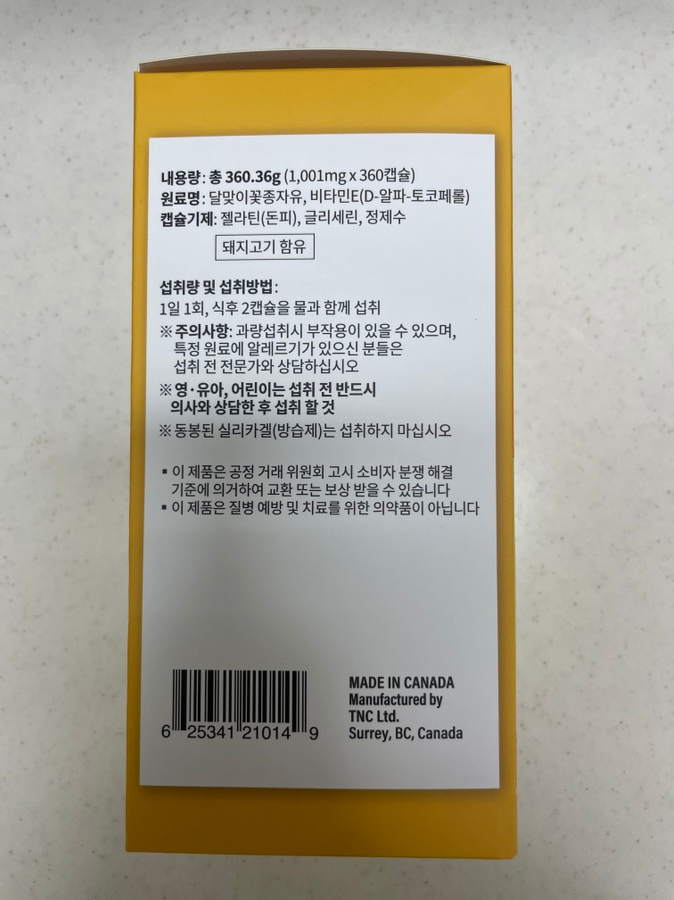 내용량: 총 360.36g (1,001mg x 360캡슐)
원료명: 달맞이꽃종자유, 비타민E(D-알파-토코페롤)
캡슐기제: 젤라틴(돈피), 글리세린, 정제수
돼지고기 함유
섭취량 및 섭취방법:
1일 1회, 식후 2캡슐을 물과 함께 섭취
※ 주의사항: 과량섭취시 부작용이 있을 수 있으며,
특정 원료에 알레르기가 있으신 분들은
섭취 전 전문가와 상담하십시오
※ 영·유아, 어린이는 섭취 전 반드시
의사와 상담한 후 섭취 할 것
※ 동봉된 실리카겔(방습제)는 섭취하지 마십시오
▪ 이 제품은 공정 거래 위원회 고시 소비자 분쟁 해결
기준에 의거하여 교환 또는 보상 받을 수 있습니다
▪ 이 제품은 질병 예방 및 치료를 위한 의약품이 아닙니다
MADE IN CANADA
Manufactured by
TNC Ltd.
Surrey, BC, Canada
6 25341 21014 9